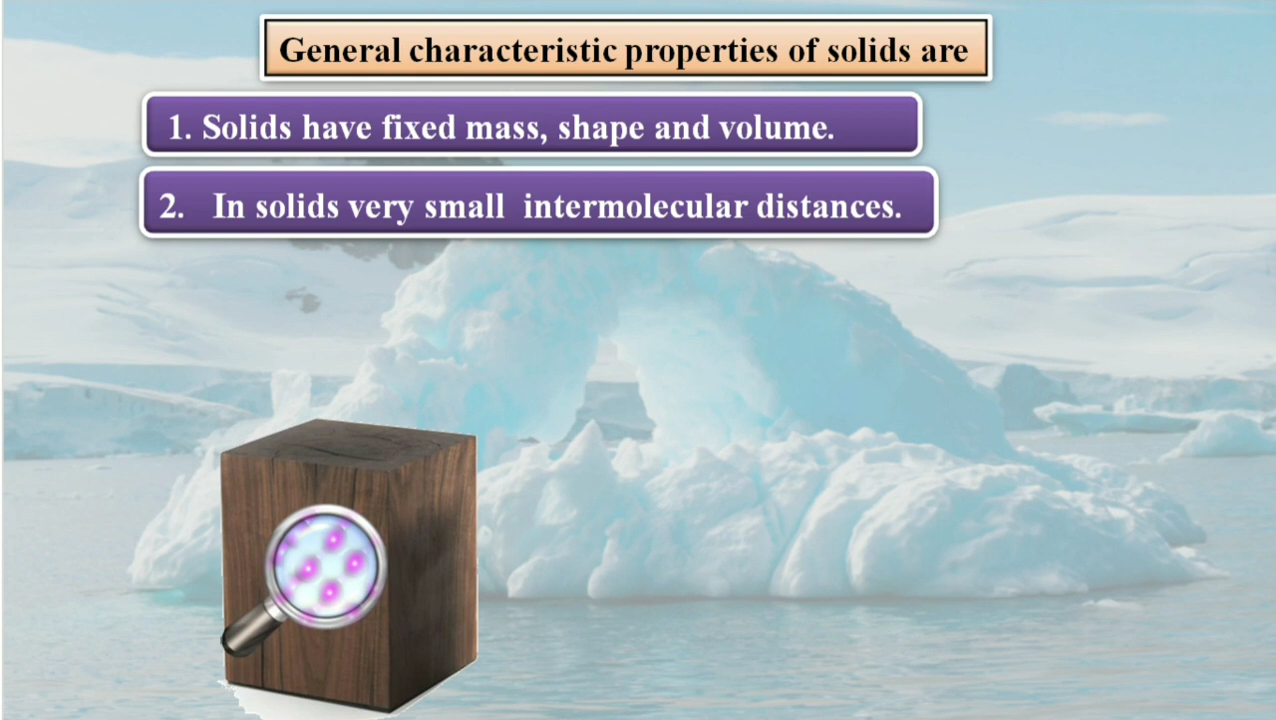 General characteristic properties of solids are
1. Solids have fixed mass, shape and volume.
2. In solids very small intermolecular distances.